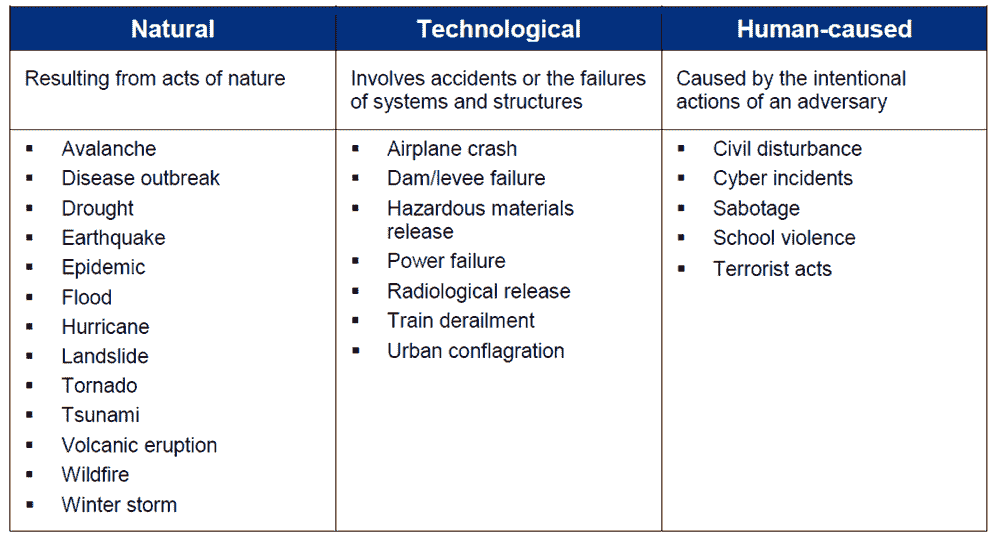 Natural
Technological
Human-caused
Resulting from acts of nature
Involves accidents or the failures
of systems and structures
Caused by the intentional
actions of an adversary
▪ Avalanche
▪ Disease outbreak
▪ Drought
▪ Earthquake
▪ Epidemic
▪ Flood
▪ Hurricane
▪ Landslide
▪ Tornado
▪ Tsunami
▪ Volcanic eruption
▪ Wildfire
▪ Winter storm
▪ Airplane crash
▪ Dam/levee failure
▪ Hazardous materials
release
▪ Power failure
▪ Radiological release
▪ Train derailment
▪ Urban conflagration
▪ Civil disturbance
▪ Cyber incidents
▪ Sabotage
▪ School violence
▪ Terrorist acts